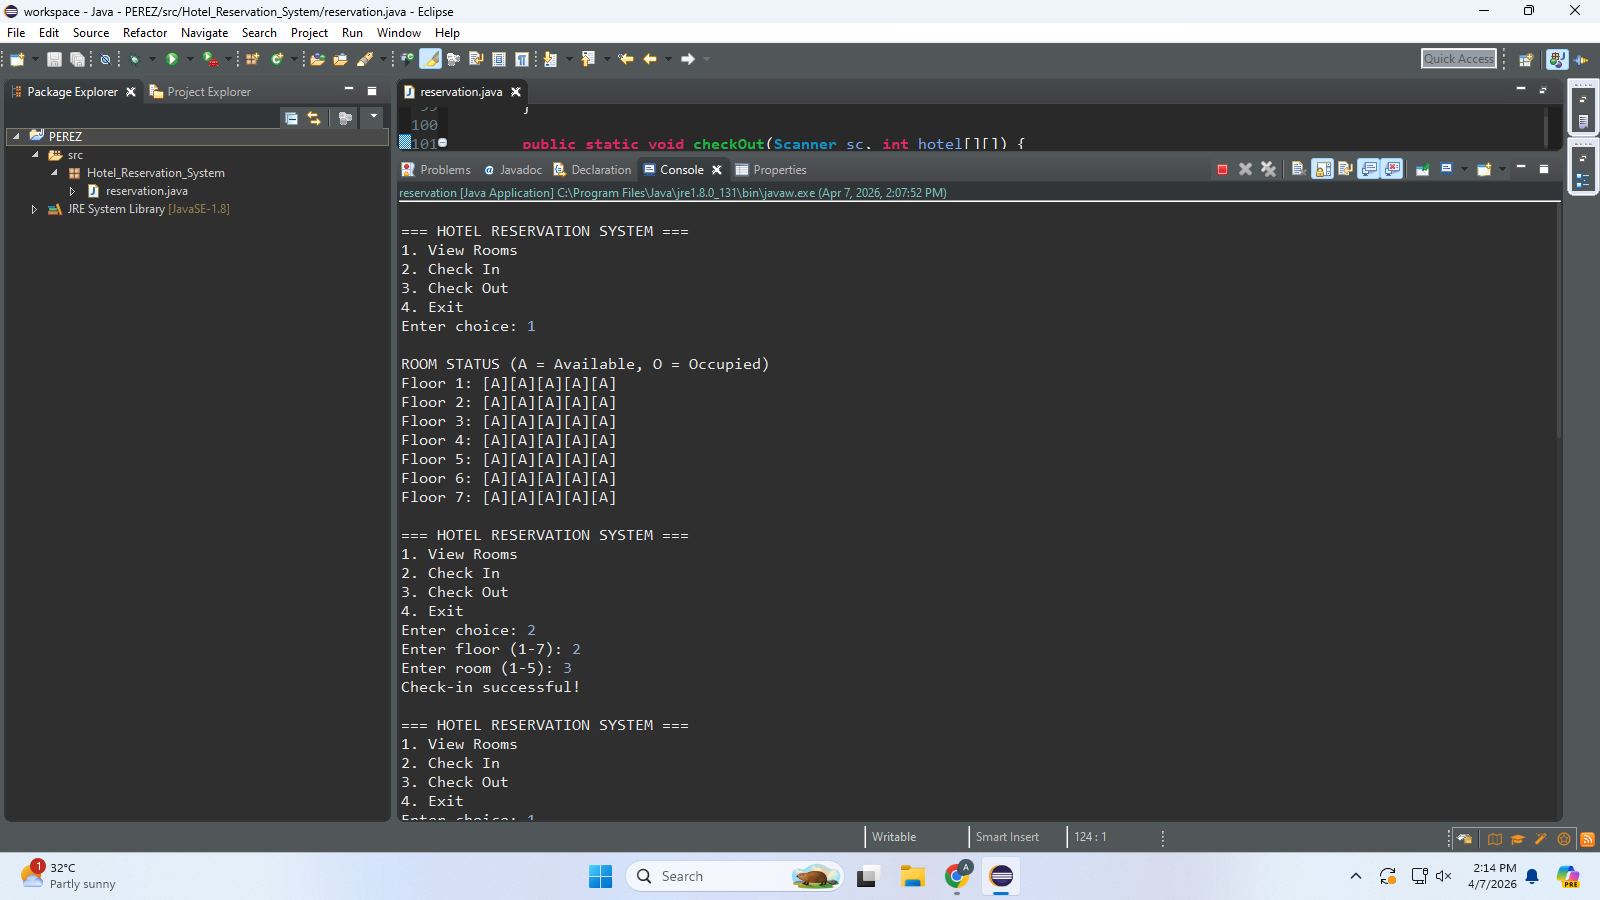 workspace - Java - PEREZ/src/Hotel_Reservation_System/reservation.java - Eclipse
File Edit Source Refactor Navigate Search Project Run Window Help
Quick Access
Package Explorer Project Explorer
PEREZ
src
Hotel_Reservation_System
reservation.java
JRE System Library [JavaSE-1.8]
reservation.java
99 }
100
101 public static void checkOut(Scanner sc, int hotel[][]) {
Problems Javadoc Declaration Console Properties
reservation [Java Application] C:\Program Files\Java\jre1.8.0_131\bin\javaw.exe (Apr 7, 2026, 2:07:52 PM)
=== HOTEL RESERVATION SYSTEM ===
1. View Rooms
2. Check In
3. Check Out
4. Exit
Enter choice: 1
ROOM STATUS (A = Available, O = Occupied)
Floor 1: [A][A][A][A][A]
Floor 2: [A][A][A][A][A]
Floor 3: [A][A][A][A][A]
Floor 4: [A][A][A][A][A]
Floor 5: [A][A][A][A][A]
Floor 6: [A][A][A][A][A]
Floor 7: [A][A][A][A][A]
=== HOTEL RESERVATION SYSTEM ===
1. View Rooms
2. Check In
3. Check Out
4. Exit
Enter choice: 2
Enter floor (1-7): 2
Enter room (1-5): 3
Check-in successful!
=== HOTEL RESERVATION SYSTEM ===
1. View Rooms
2. Check In
3. Check Out
4. Exit
Enter choice: 1
Writable Smart Insert 124 : 1
1
32°C
Partly sunny
Search
A
PRE
2:14 PM
4/7/2026